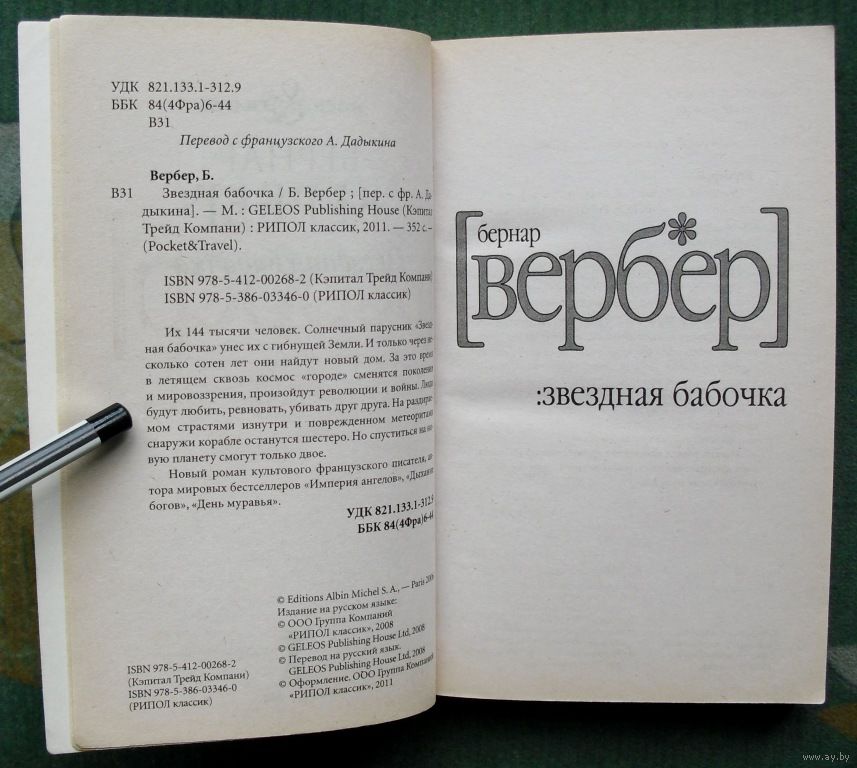 УДК 821.133.1-312.9
ББК 84(4Фра)6-44
В31
Перевод с французского А. Дадыкина
Вербер, Б.
В31 Звездная бабочка / Б. Вербер ; [пер. с фр. А. Да-
дыкина]. — М. : GELEOS Publishing House (Кэпитал
Трейд Компани) : РИПОЛ классик, 2011. — 352 с. —
(Pocket&Travel).
ISBN 978-5-412-00268-2 (Кэпитал Трейд Компани)
ISBN 978-5-386-03346-0 (РИПОЛ классик)
Их 144 тысячи человек. Солнечный парусник «Звезд-
ная бабочка» унес их с гибнущей Земли. И только через не-
сколько сотен лет они найдут новый дом. За это время
в летящем сквозь космос «городе» сменятся поколения
и мировоззрения, произойдут революции и войны. Люди
будут любить, ревновать, убивать друг друга. На раздирае-
мом страстями изнутри и поврежденном метеоритами
снаружи корабле останутся шестеро. Но спуститься на но-
вую планету смогут только двое.
Новый роман культового французского писателя, ав-
тора мировых бестселлеров «Империя ангелов», «Дыхание
богов», «День муравья».
УДК 821.133.1-312.9
ББК 84(4Фра)6-44
© Editions Albin Michel S. A., — Paris
Издание на русском языке:
© ООО Группа Компаний
«РИПОЛ классик», 2008
© GELEOS Publishing House Ltd, 2008
© Перевод на русский язык.
GELEOS Publishing House Ltd, 2008
© Оформление. ООО Группа Компаний
«РИПОЛ классик», 2011
ISBN 978-5-412-00268-2
(Кэпитал Трейд Компани)
ISBN 978-5-386-03346-0
(РИПОЛ классик)
[бернар
вербер]
:звездная бабочка
www.ay.by